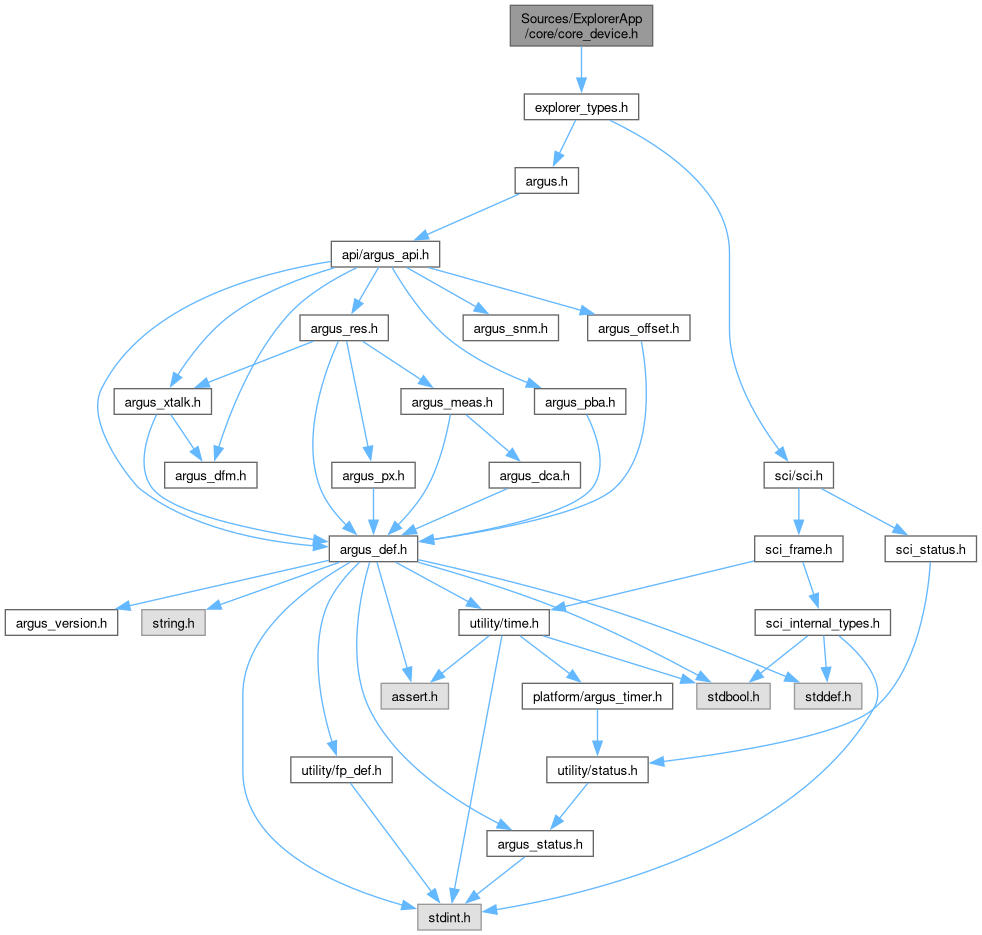 Sources/ExplorerApp
/core/core_device.h
explorer_types.h
argus.h
api/argus_api.h
argus_res.h
argus_snm.h
argus_offset.h
argus_xtalk.h
argus_meas.h
argus_pba.h
argus_dfm.h
argus_px.h
argus_dca.h
sci/sci.h
argus_def.h
sci_frame.h
sci_status.h
argus_version.h
string.h
utility/time.h
sci_internal_types.h
assert.h
platform/argus_timer.h
stdbool.h
stddef.h
utility/fp_def.h
utility/status.h
argus_status.h
stdint.h